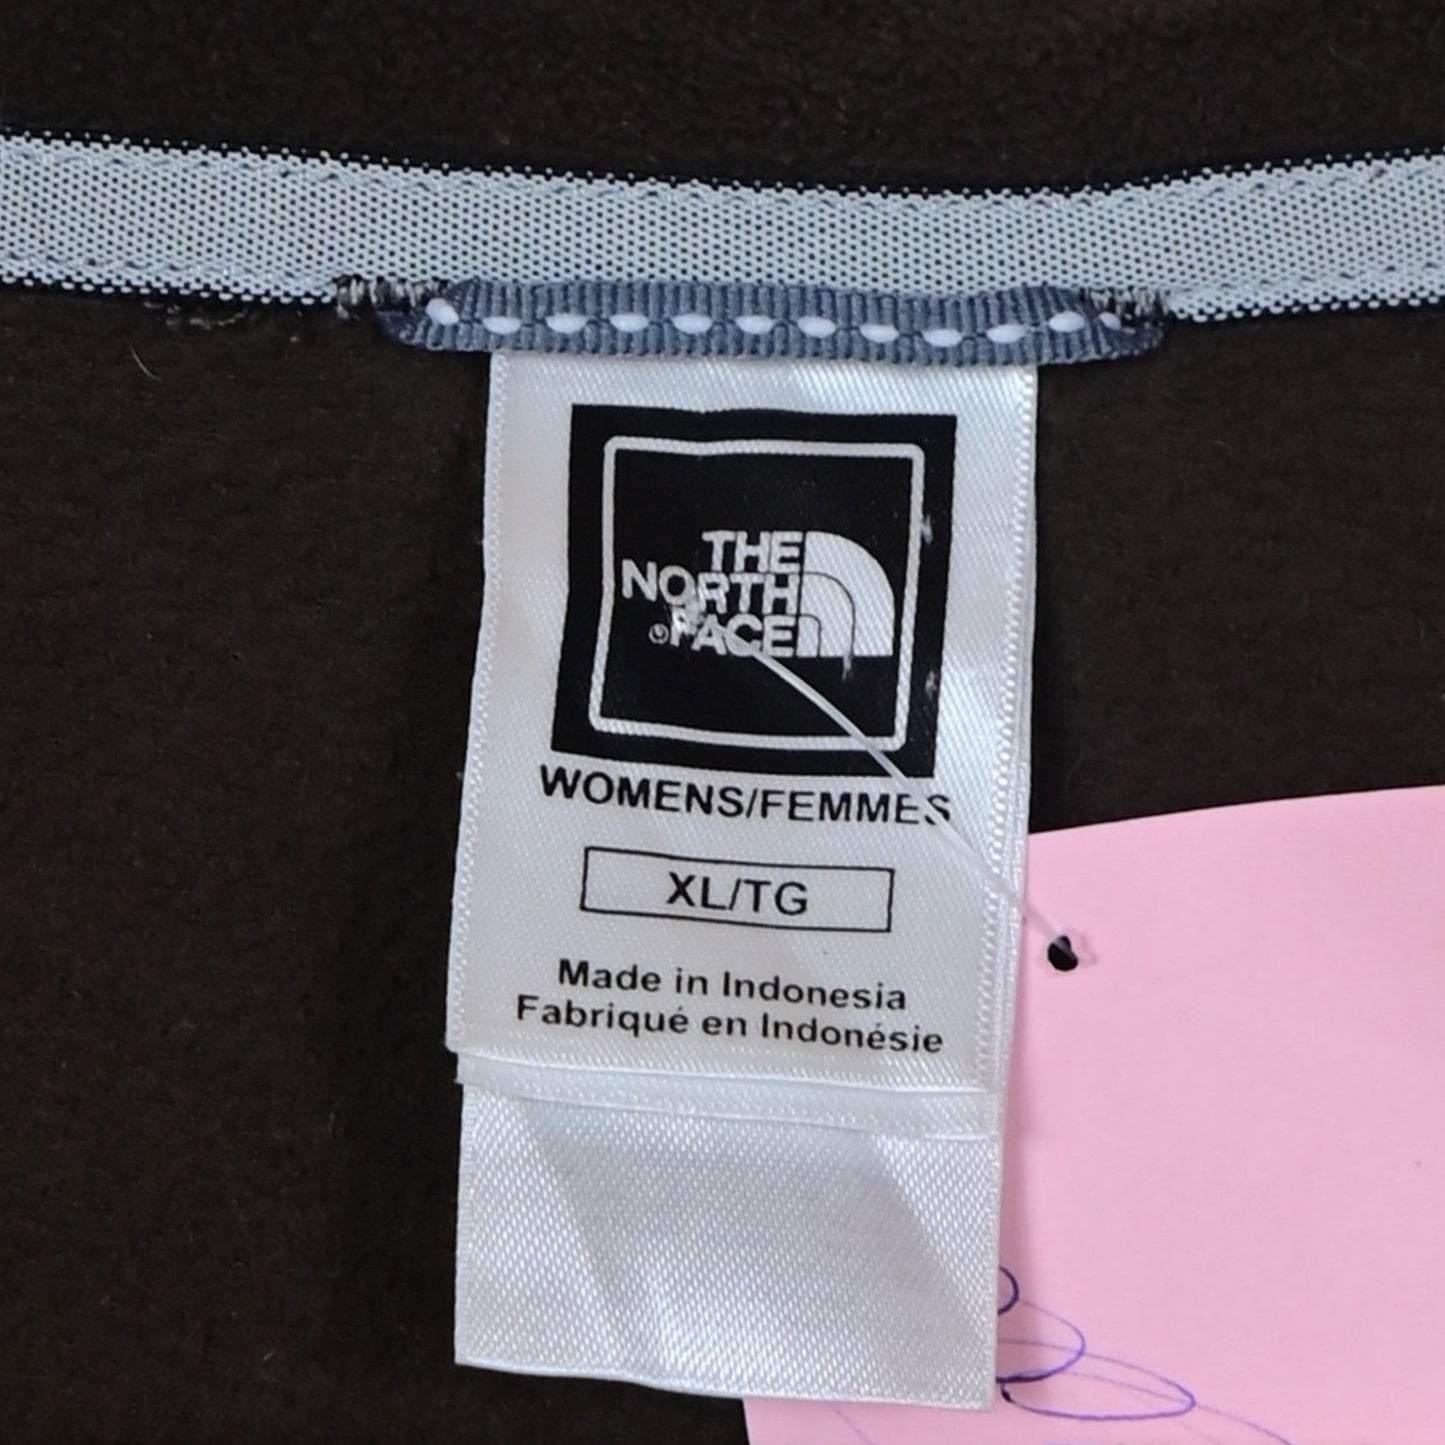 THE
NORTH
®FACE
WOMENS/FEMMES
XL/TG
Made in Indonesia
Fabriqué en Indonésie